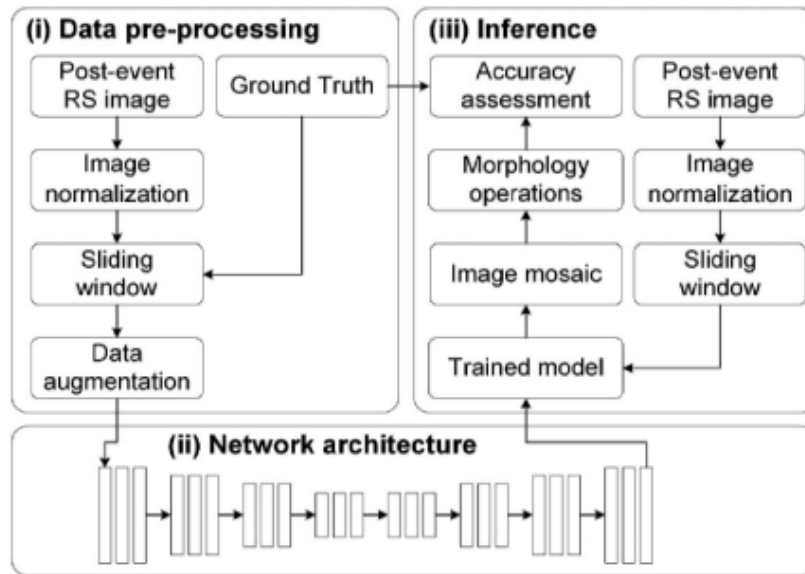 (i) Data pre-processing
Post-event
RS image
Ground Truth
Image
normalization
Sliding
window
Data
augmentation
(iii) Inference
Accuracy
assessment
Post-event
RS image
Morphology
operations
Image
normalization
Image mosaic
Sliding
window
Trained model
(ii) Network architecture